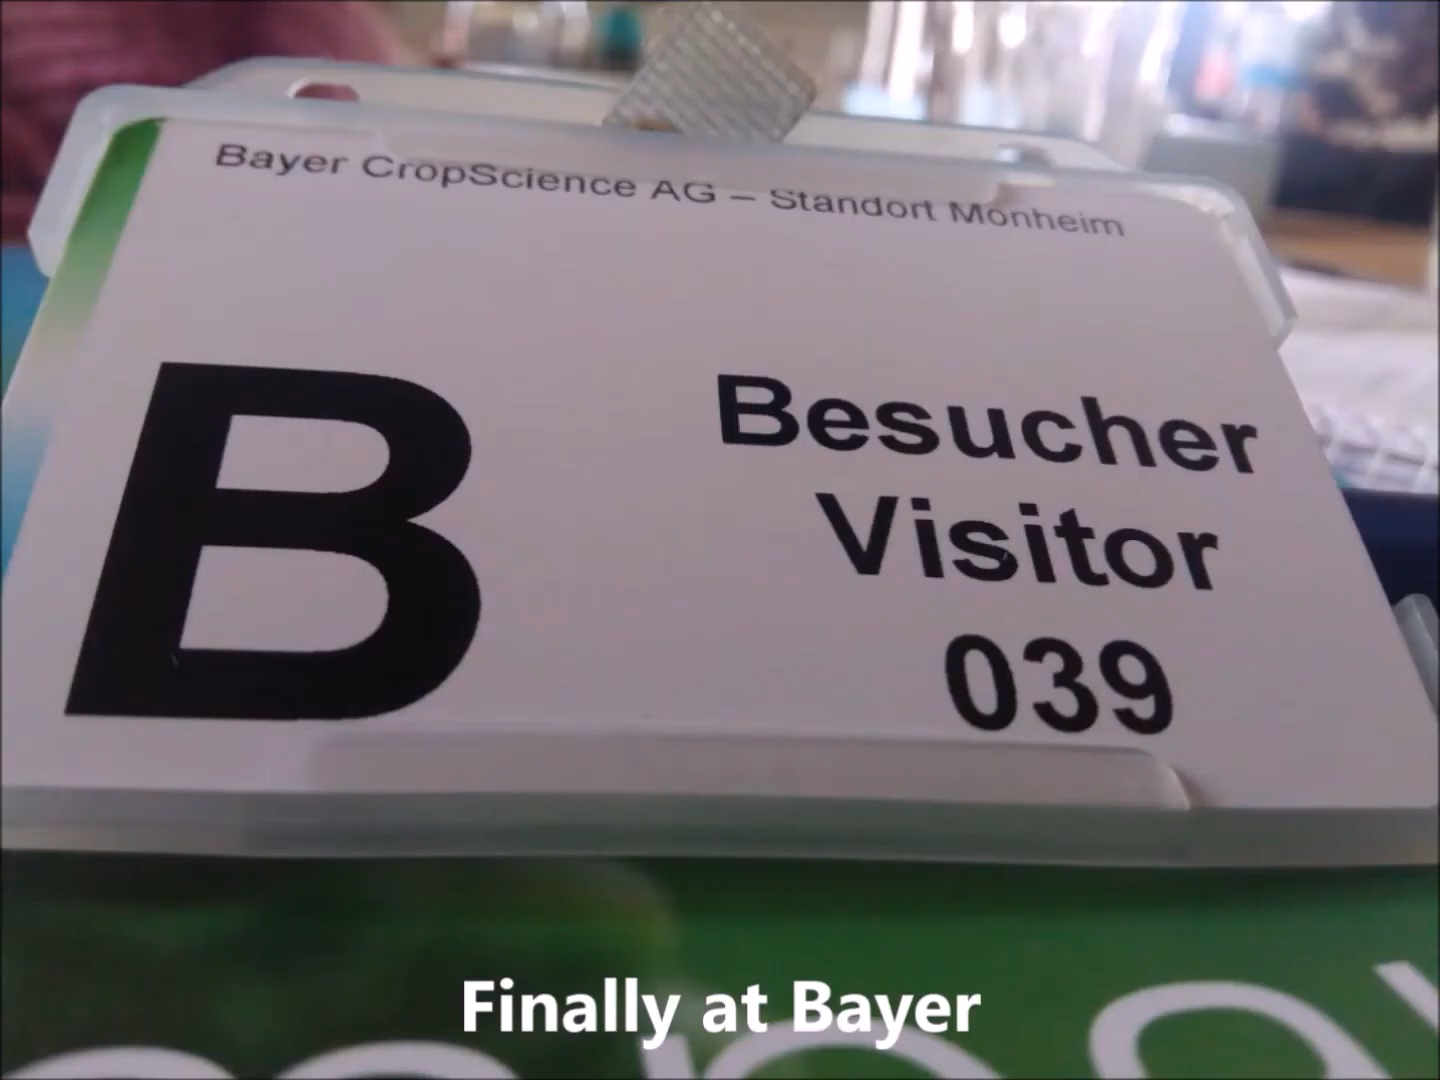 Bayer CropScience AG – Standort Monheim
B
Besucher
Visitor
039
Finally at Bayer